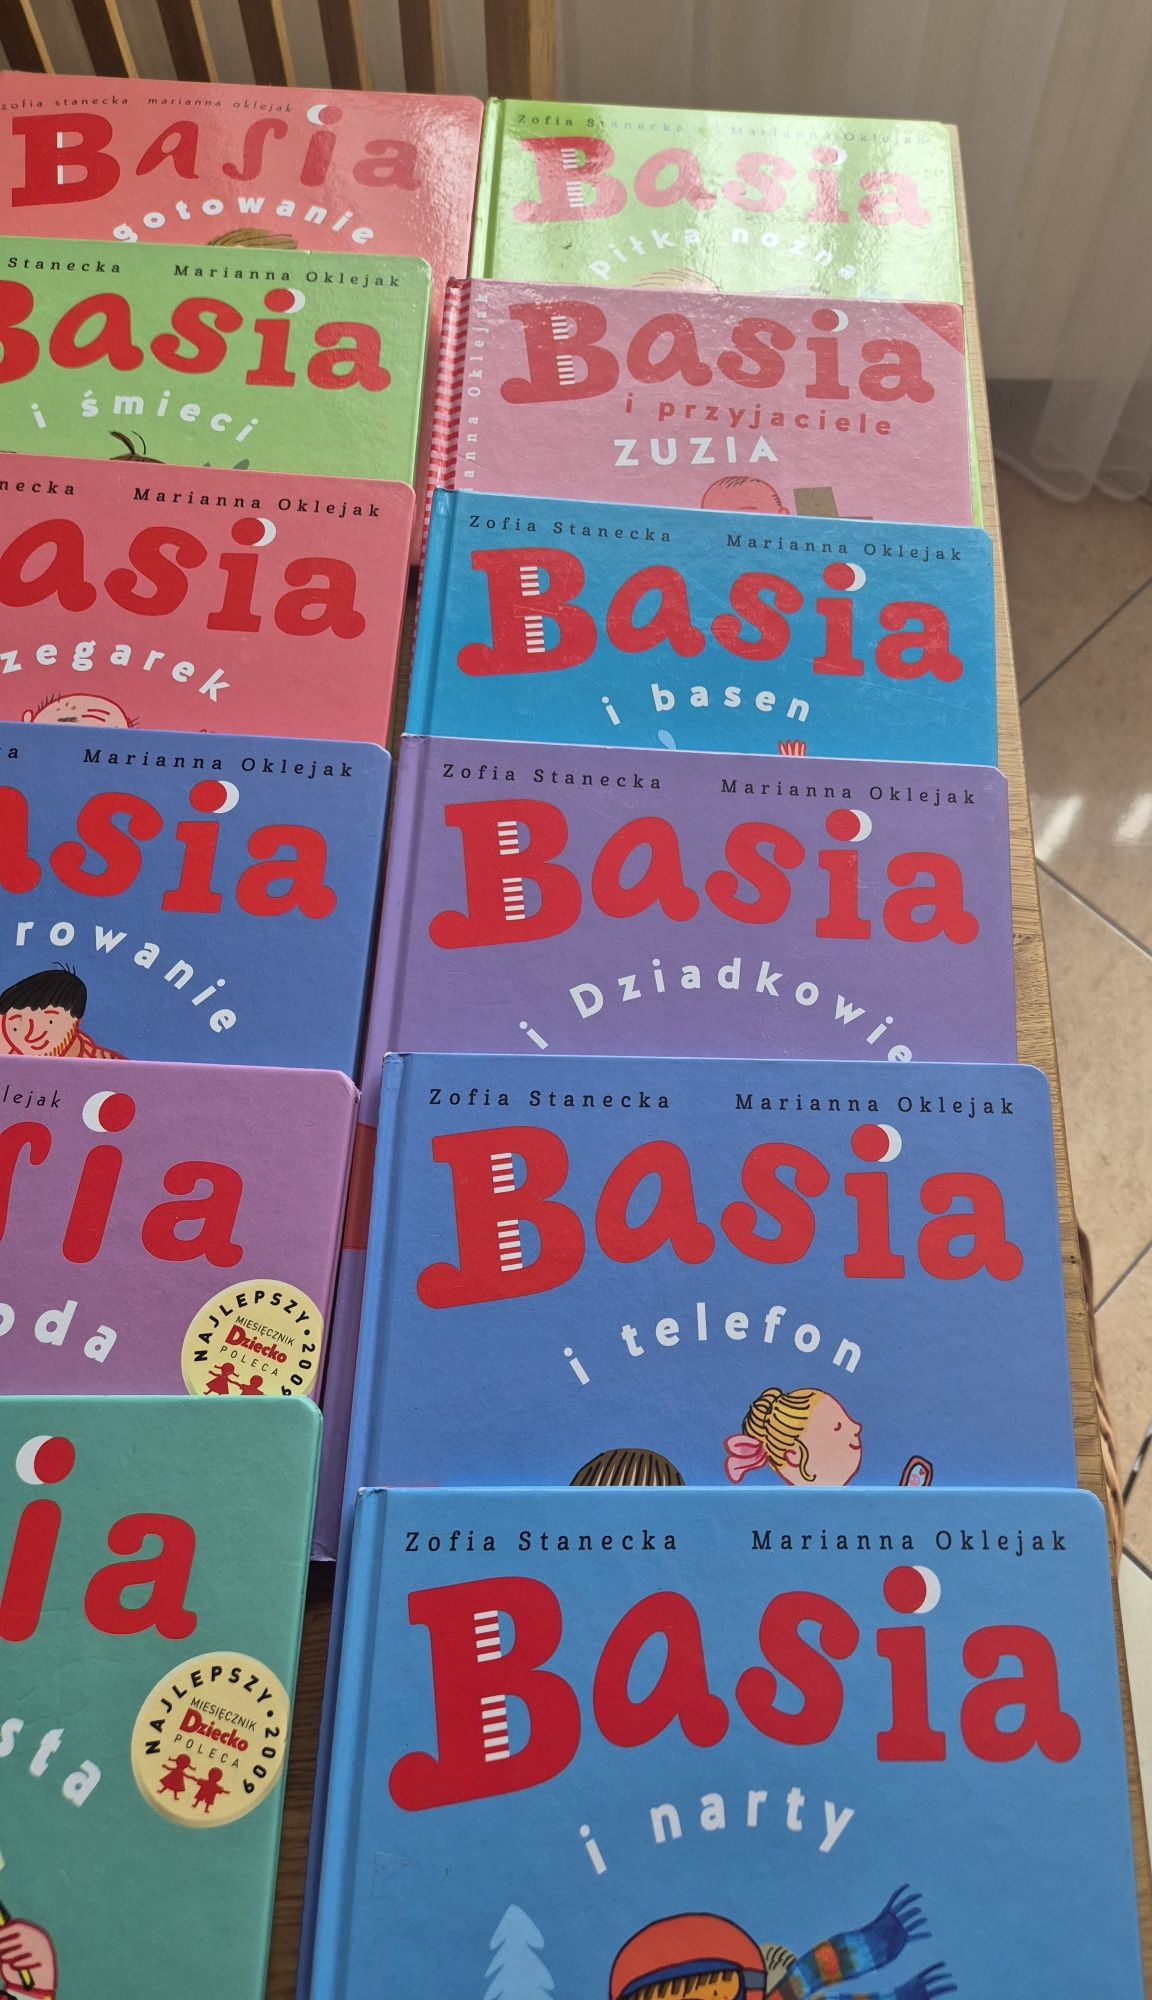 zofia stanecka marianna oklejak
Basia
gotowanie
Zofia Stanecka Marianna Oklejak
Basia
piłka nożna
Stanecka Marianna Oklejak
Basia
i śmieci
anna Oklejak
Basia
i przyjaciele
ZUZIA
necka Marianna Oklejak
asia
zegarek
Zofia Stanecka Marianna Oklejak
Basia
i basen
a Marianna Oklejak
asia
rowanie
Zofia Stanecka Marianna Oklejak
Basia
i Dziadkowie
lejak
sia
oda
NAJLEPSZY • 2009
MIESIĘCZNIK
Dziecko
POLECA
Zofia Stanecka Marianna Oklejak
Basia
i telefon
ia
sta
NAJLEPSZY • 2009
MIESIĘCZNIK
Dziecko
POLECA
Zofia Stanecka Marianna Oklejak
Basia
i narty